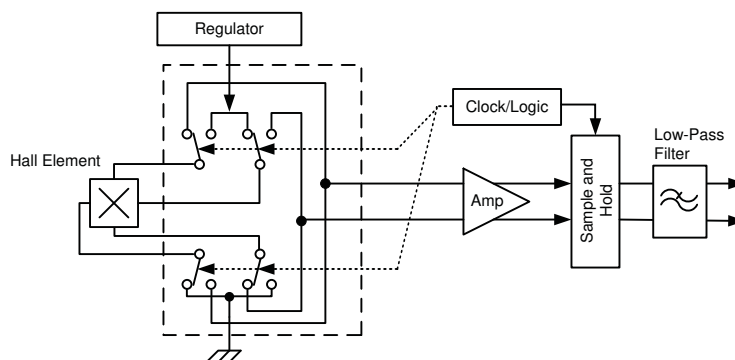 Regulator
Clock/Logic
Low-Pass
Filter
Hall Element
Amp
Sample and
Hold